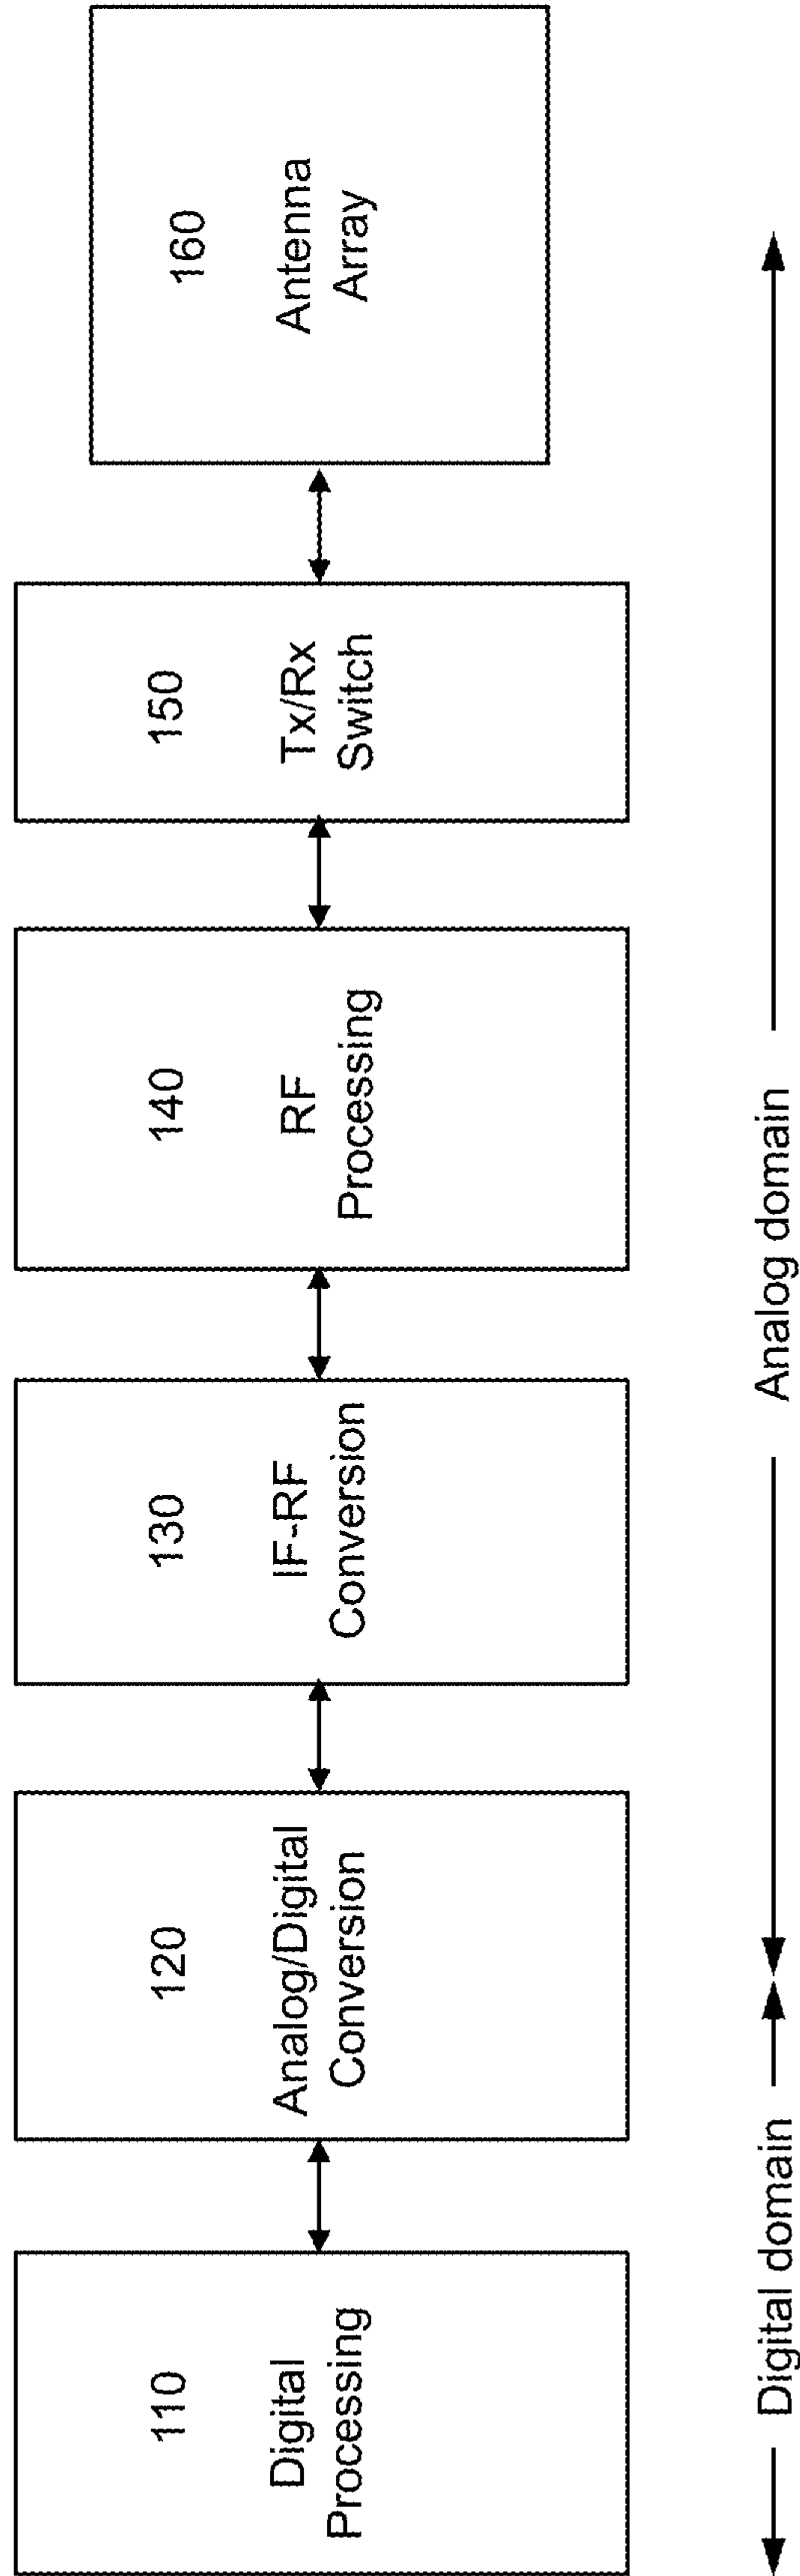 110
Digital
Processing
120
Analog/Digital
Conversion
130
IF-RF
Conversion
140
RF
Processing
150
Tx/Rx
Switch
160
Antenna
Array
Digital domain
Analog domain